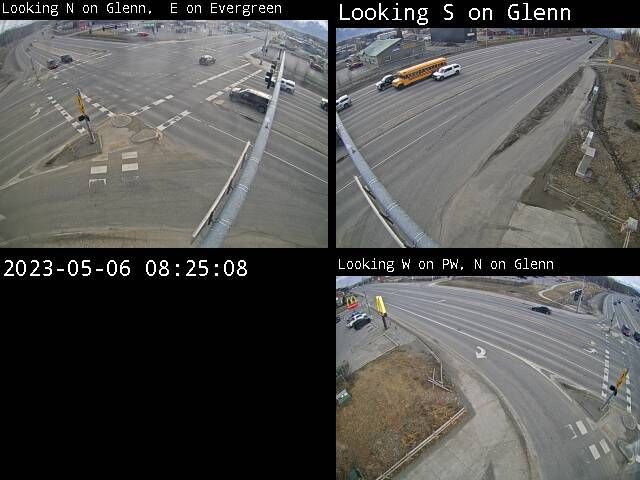 Looking N on Glenn,  E on Evergreen
Looking S on Glenn
2023-05-06 08:25:08
Looking W on PW, N on Glenn